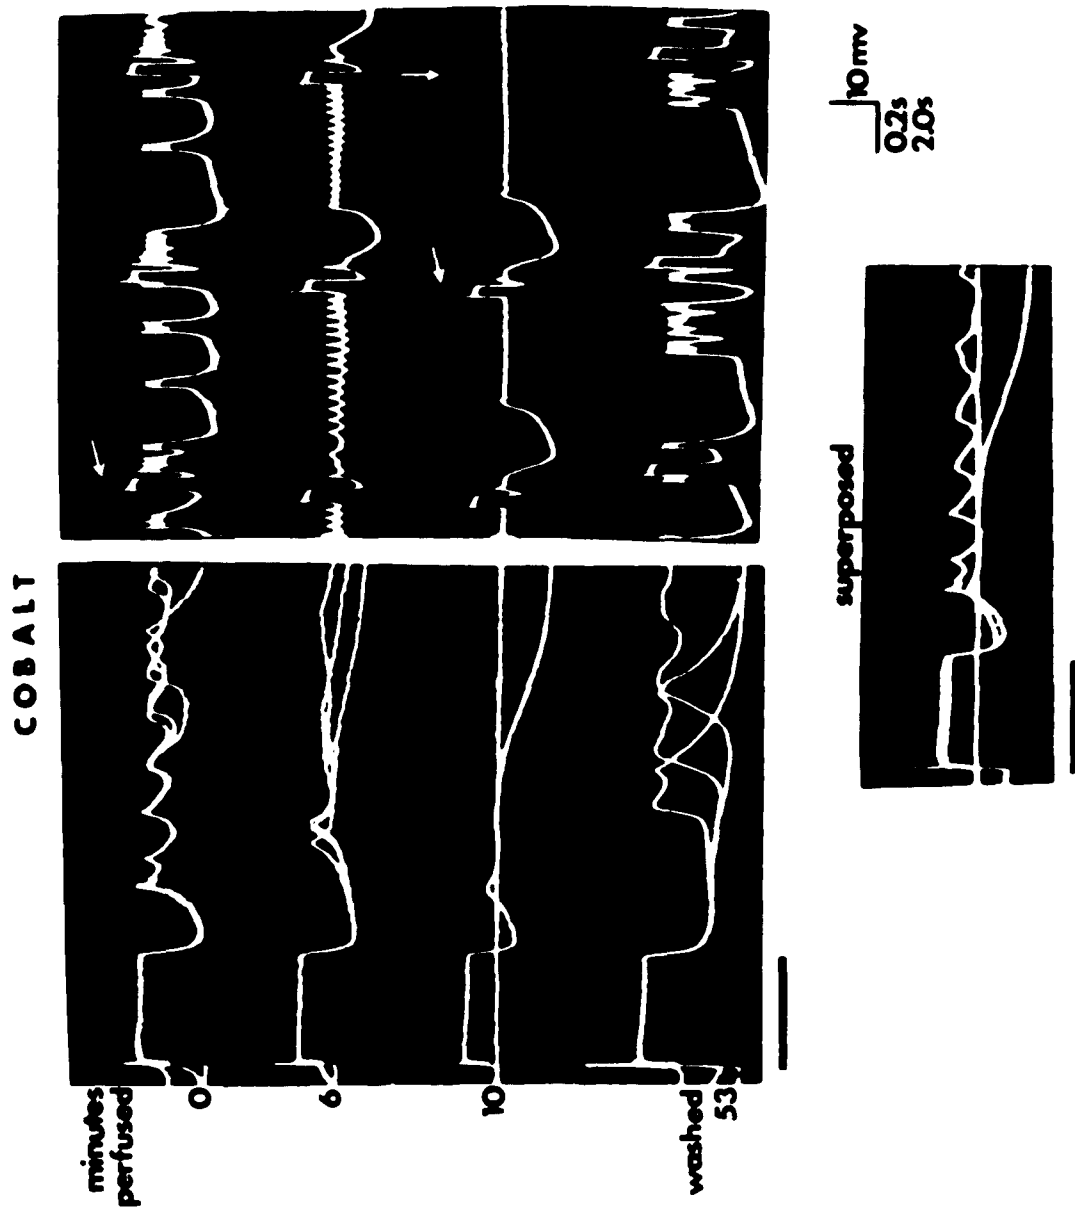 COBALT
minutes
perfused
0
6
10
washed
53
superposed
10 mv
0.2s
2.0s